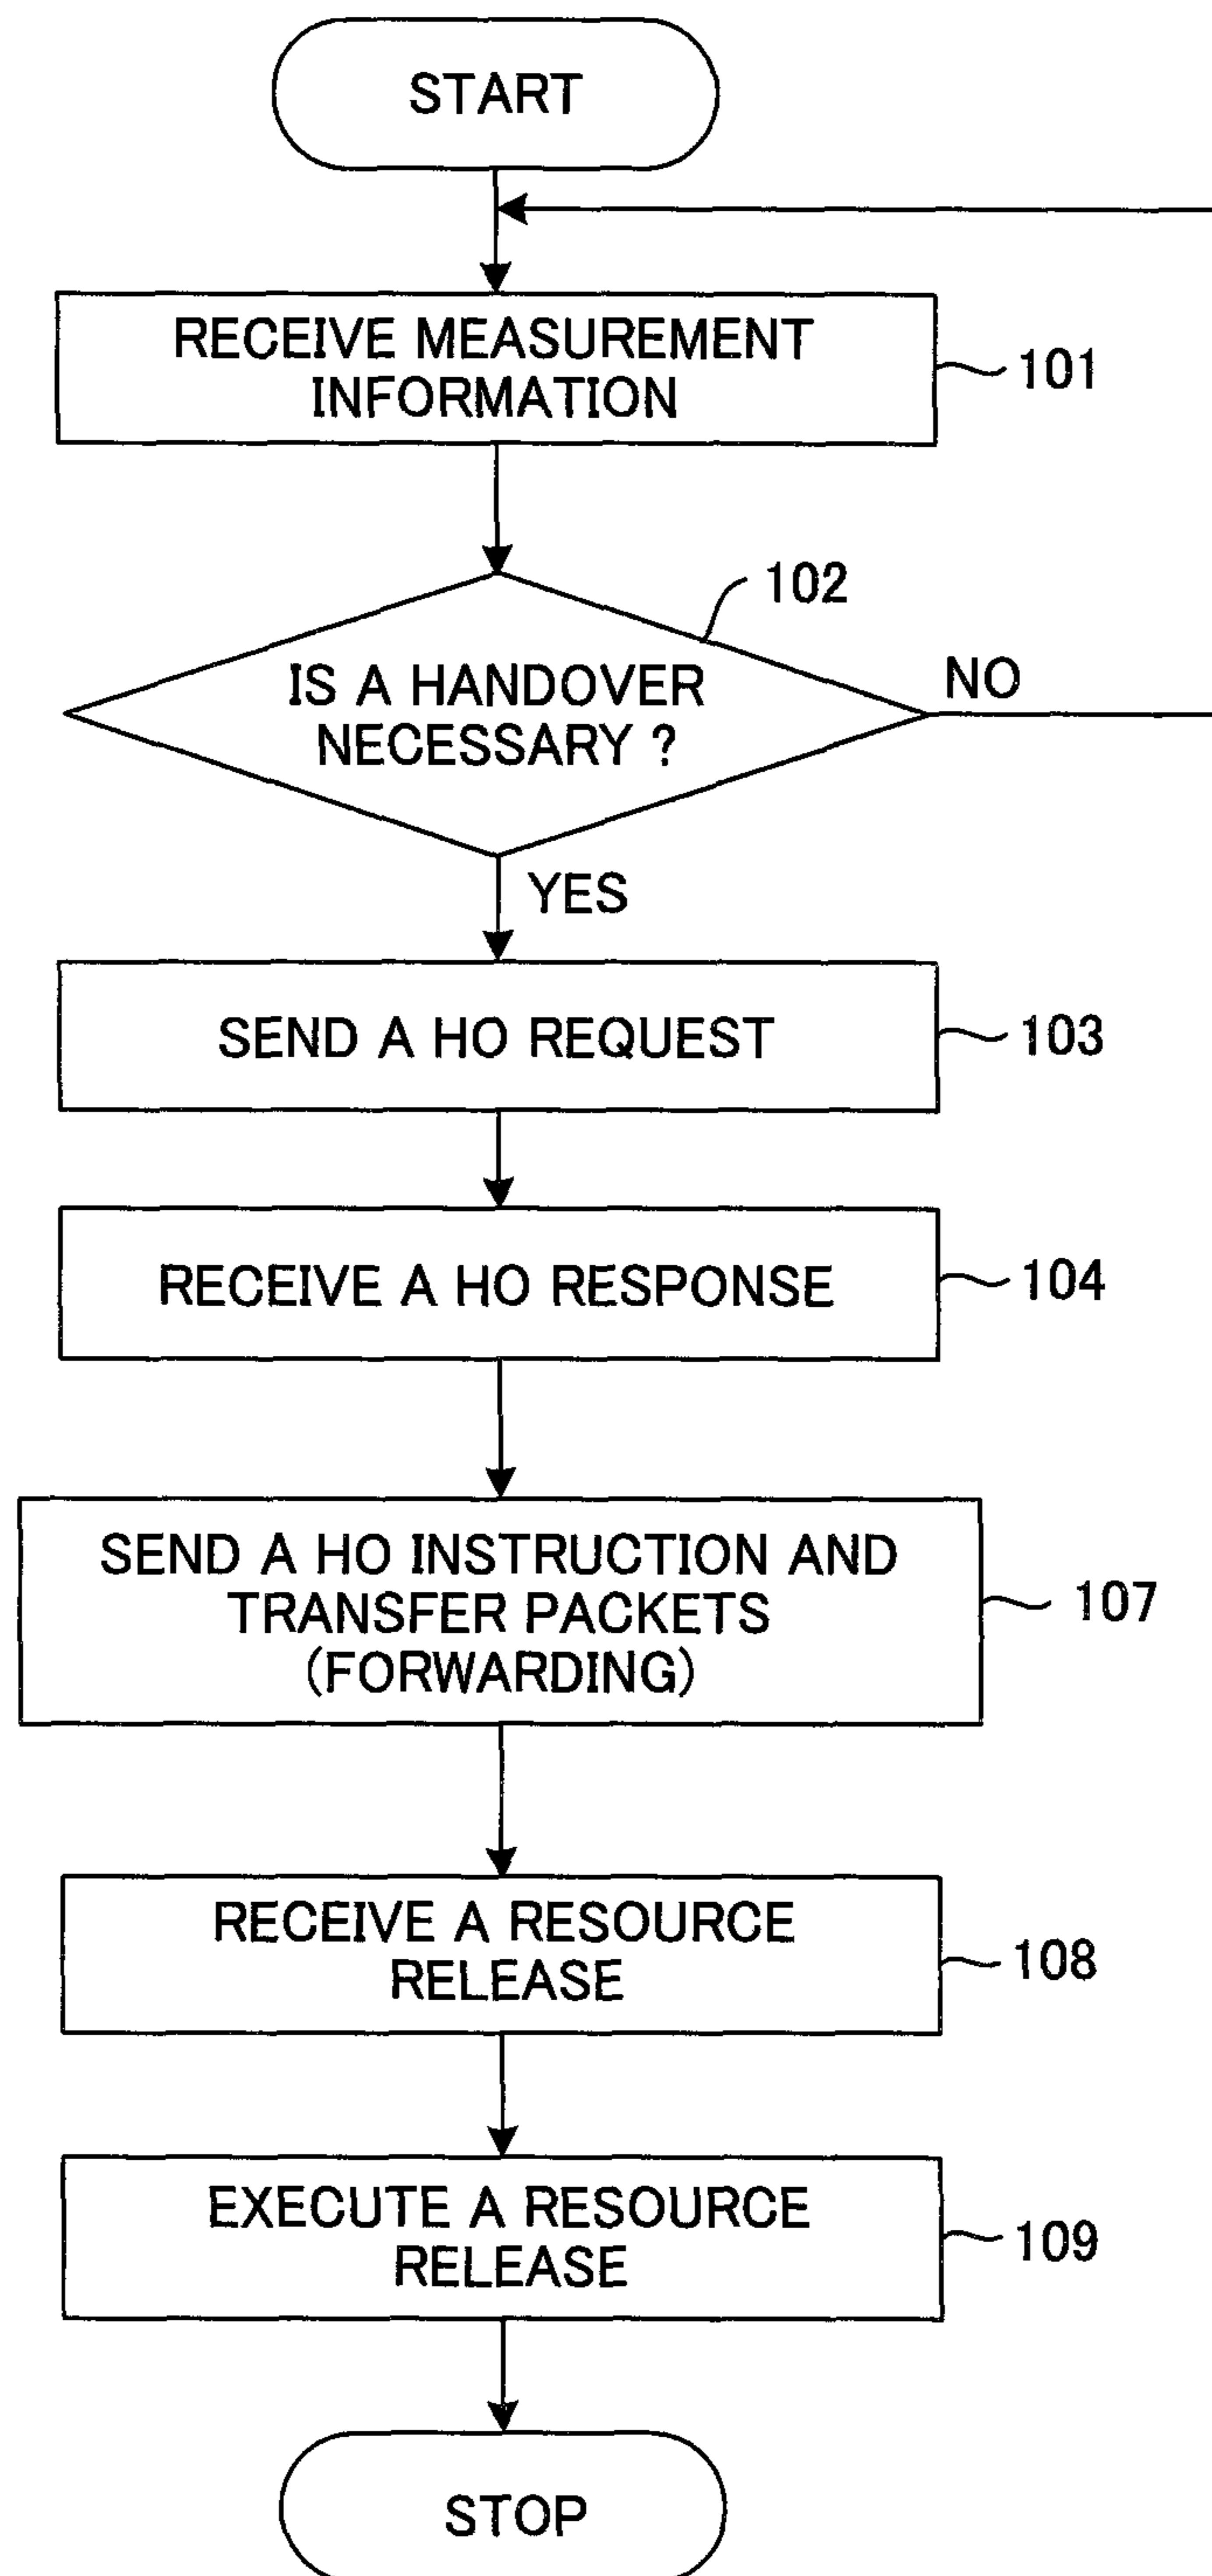 START
RECEIVE MEASUREMENT
INFORMATION
101
102
IS A HANDOVER
NECESSARY ?
NO
YES
SEND A HO REQUEST
103
RECEIVE A HO RESPONSE
104
SEND A HO INSTRUCTION AND
TRANSFER PACKETS
(FORWARDING)
107
RECEIVE A RESOURCE
RELEASE
108
EXECUTE A RESOURCE
RELEASE
109
STOP